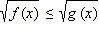 √f(x) ≤ √g(x)